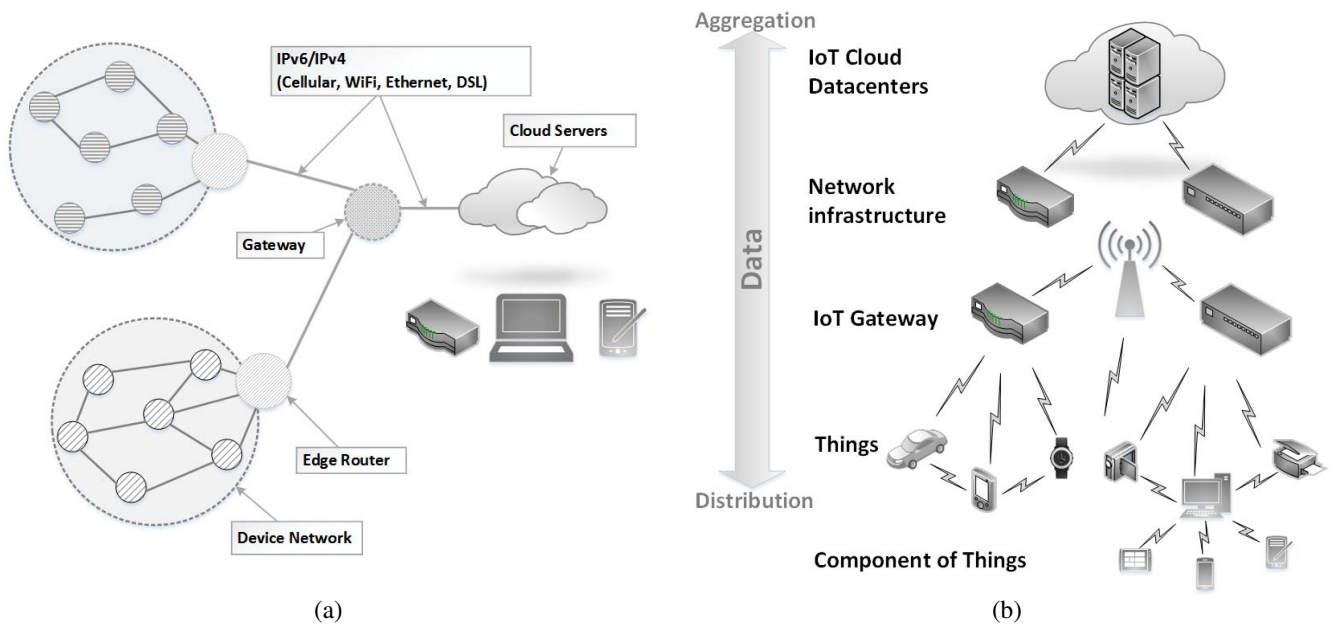 IPv6/IPv4
(Cellular, WiFi, Ethernet, DSL)
Cloud Servers
Gateway
Edge Router
Device Network
(a)
Aggregation
Data
Distribution
IoT Cloud
Datacenters
Network
infrastructure
IoT Gateway
Things
Component of Things
(b)